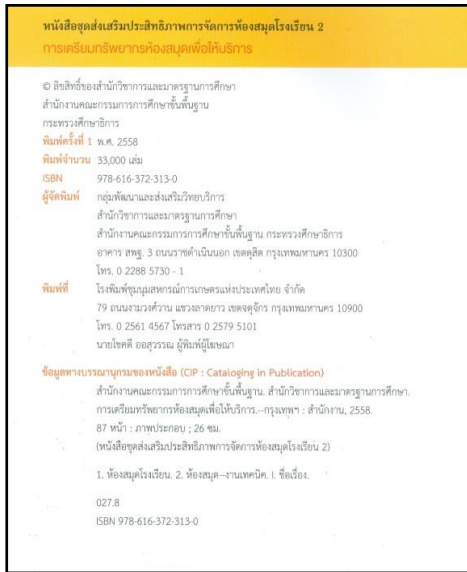 หนังสือชุดส่งเสริมประสิทธิภาพการจัดการห้องสมุดโรงเรียน 2
การเตรียมทรัพยากรห้องสมุดเพื่อให้บริการ
© ลิขสิทธิ์ของสำนักวิชาการและมาตรฐานการศึกษา
สำนักงานคณะกรรมการการศึกษาขั้นพื้นฐาน
กระทรวงศึกษาธิการ
พิมพ์ครั้งที่ 1 พ.ศ. 2558
พิมพ์จำนวน 33,000 เล่ม
ISBN 978-616-372-313-0
ผู้จัดพิมพ์ กลุ่มพัฒนาและส่งเสริมวิทยบริการ
สำนักวิชาการและมาตรฐานการศึกษา
สำนักงานคณะกรรมการการศึกษาขั้นพื้นฐาน กระทรวงศึกษาธิการ
อาคาร สพฐ. 3 ถนนราชดำเนินนอก เขตดุสิต กรุงเทพมหานคร 10300
โทร. 0 2288 5730 - 1
พิมพ์ที่ โรงพิมพ์ชุมนุมสหกรณ์การเกษตรแห่งประเทศไทย จำกัด
79 ถนนงามวงศ์วาน แขวงลาดยาว เขตจตุจักร กรุงเทพมหานคร 10900
โทร. 0 2561 4567 โทรสาร 0 2579 5101
นายโชคดี ออสุวรรณ ผู้พิมพ์ผู้โฆษณา
ข้อมูลทางบรรณานุกรมของหนังสือ (CIP : Cataloging in Publication)
สำนักงานคณะกรรมการการศึกษาขั้นพื้นฐาน. สำนักวิชาการและมาตรฐานการศึกษา.
การเตรียมทรัพยากรห้องสมุดเพื่อให้บริการ.--กรุงเทพฯ : สำนักงาน, 2558.
87 หน้า : ภาพประกอบ ; 26 ซม.
(หนังสือชุดส่งเสริมประสิทธิภาพการจัดการห้องสมุดโรงเรียน 2)
1. ห้องสมุดโรงเรียน. 2. ห้องสมุด--งานเทคนิค. I. ชื่อเรื่อง.
027.8
ISBN 978-616-372-313-0